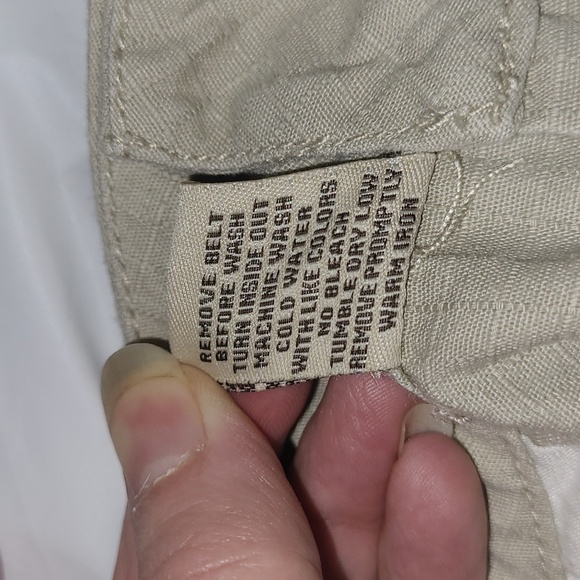 REMOVE BELT
BEFORE WASH
TURN INSIDE OUT
MACHINE WASH
COLD WATER
WITH LIKE COLORS
NO BLEACH
TUMBLE DRY LOW
REMOVE PROMPTLY
WARM IRON